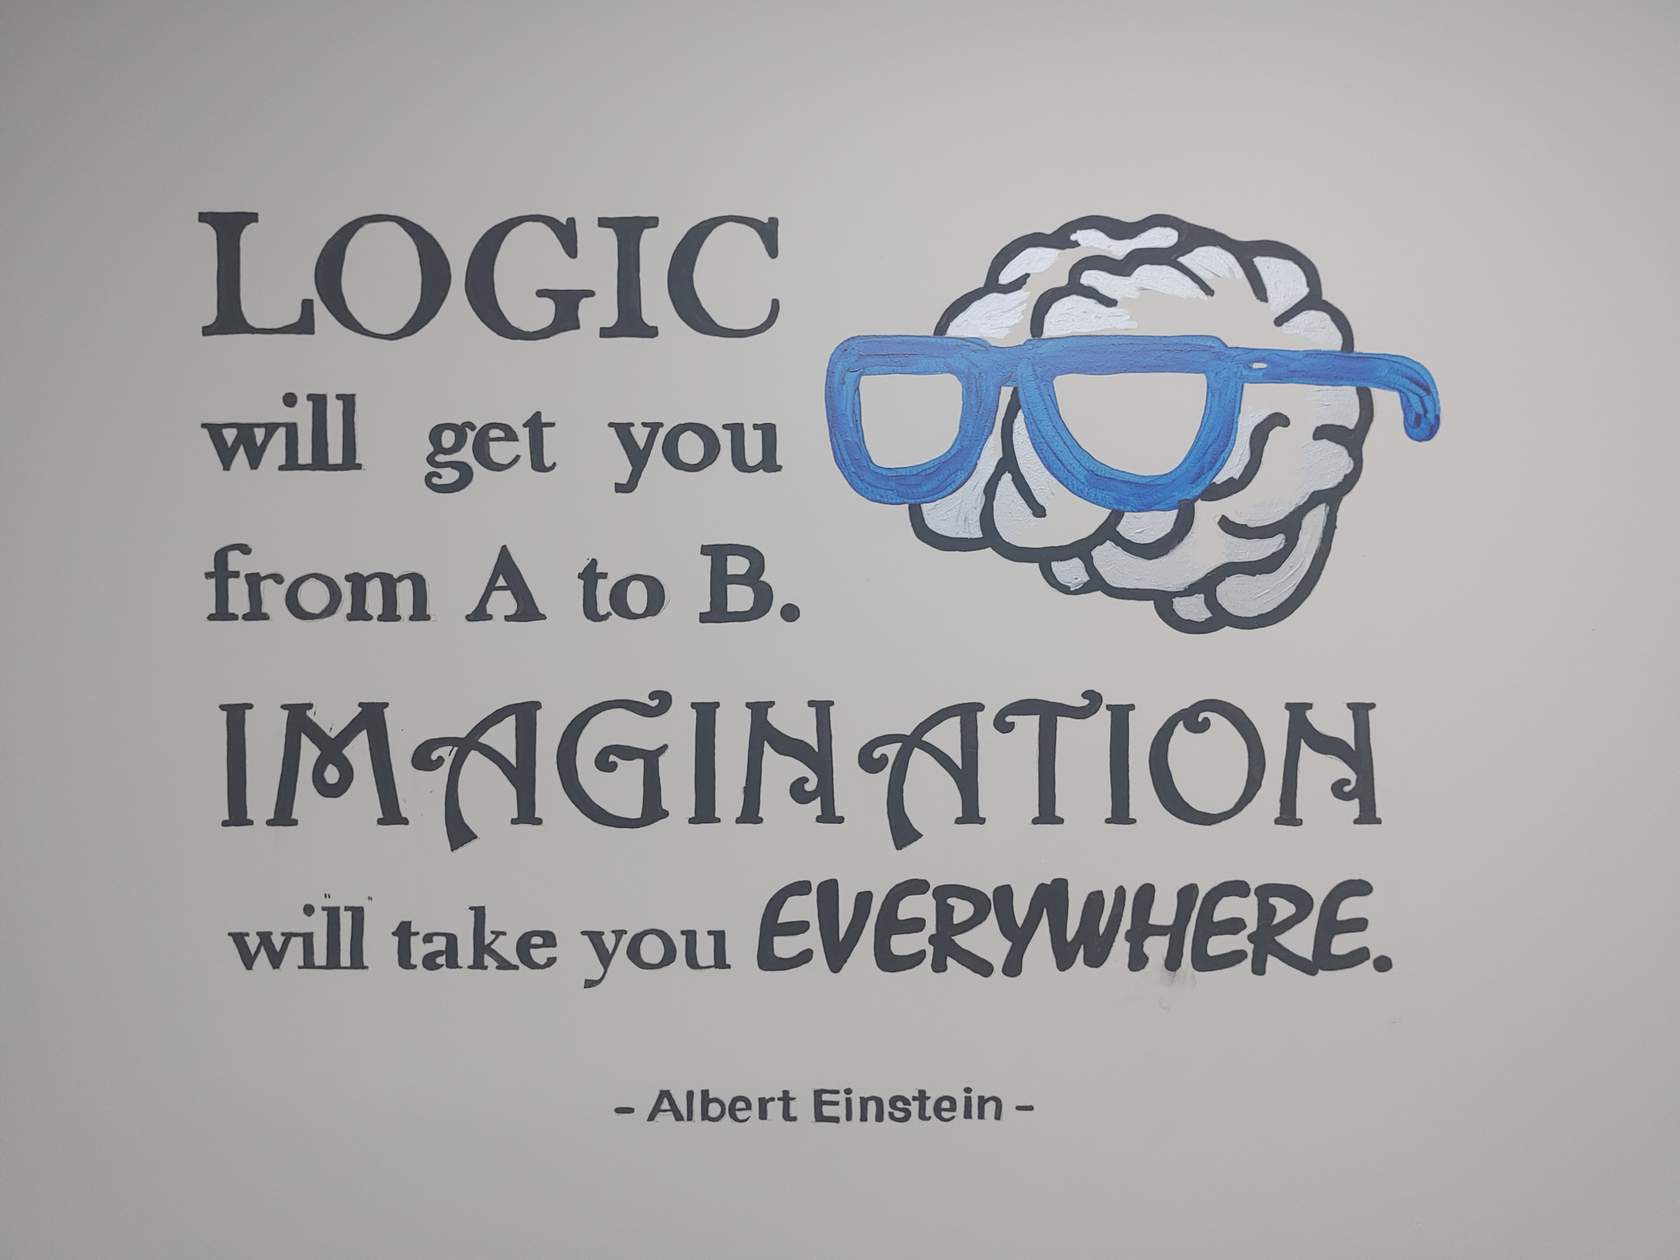 LOGIC
will get you
from A to B.
IMAGINATION
will take you EVERYWHERE.
- Albert Einstein -